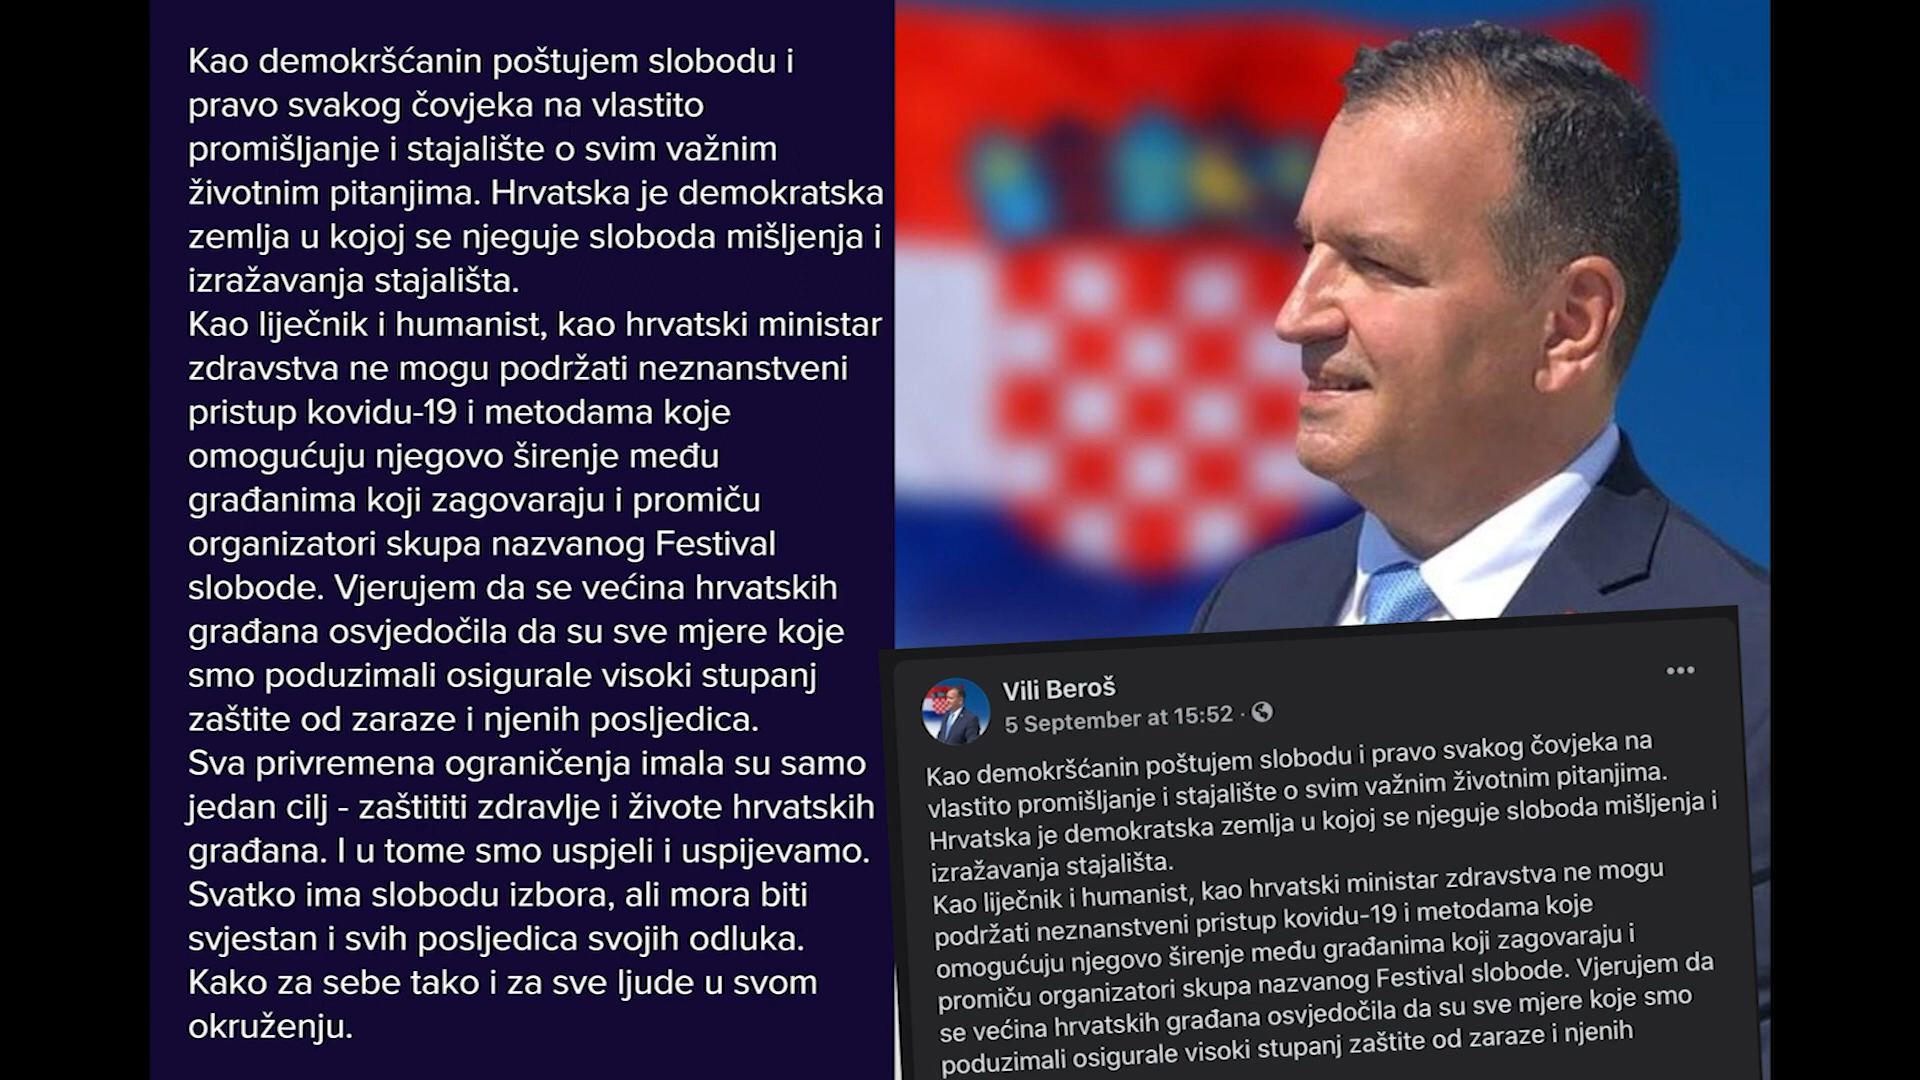 Kao demokršćanin poštujem slobodu i
pravo svakog čovjeka na vlastito
promišljanje i stajalište o svim važnim
životnim pitanjima. Hrvatska je demokratska
zemlja u kojoj se njeguje sloboda mišljenja i
izražavanja stajališta.
Kao liječnik i humanist, kao hrvatski ministar
zdravstva ne mogu podržati neznanstveni
pristup kovidu-19 i metodama koje
omogućuju njegovo širenje među
građanima koji zagovaraju i promiču
organizatori skupa nazvanog Festival
slobode. Vjerujem da se većina hrvatskih
građana osvjedočila da su sve mjere koje
smo poduzimali osigurale visoki stupanj
zaštite od zaraze i njenih posljedica.
Sva privremena ograničenja imala su samo
jedan cilj - zaštititi zdravlje i živote hrvatskih
građana. I u tome smo uspjeli i uspijevamo.
Svatko ima slobodu izbora, ali mora biti
svjestan i svih posljedica svojih odluka.
Kako za sebe tako i za sve ljude u svom
okruženju.
Vili Beroš
5 September at 15:52 ·
Kao demokršćanin poštujem slobodu i pravo svakog čovjeka na
vlastito promišljanje i stajalište o svim važnim životnim pitanjima.
Hrvatska je demokratska zemlja u kojoj se njeguje sloboda mišljenja i
izražavanja stajališta.
Kao liječnik i humanist, kao hrvatski ministar zdravstva ne mogu
podržati neznanstveni pristup kovidu-19 i metodama koje
omogućuju njegovo širenje među građanima koji zagovaraju i
promiču organizatori skupa nazvanog Festival slobode. Vjerujem da
se većina hrvatskih građana osvjedočila da su sve mjere koje smo
poduzimali osigurale visoki stupanj zaštite od zaraze i njenih